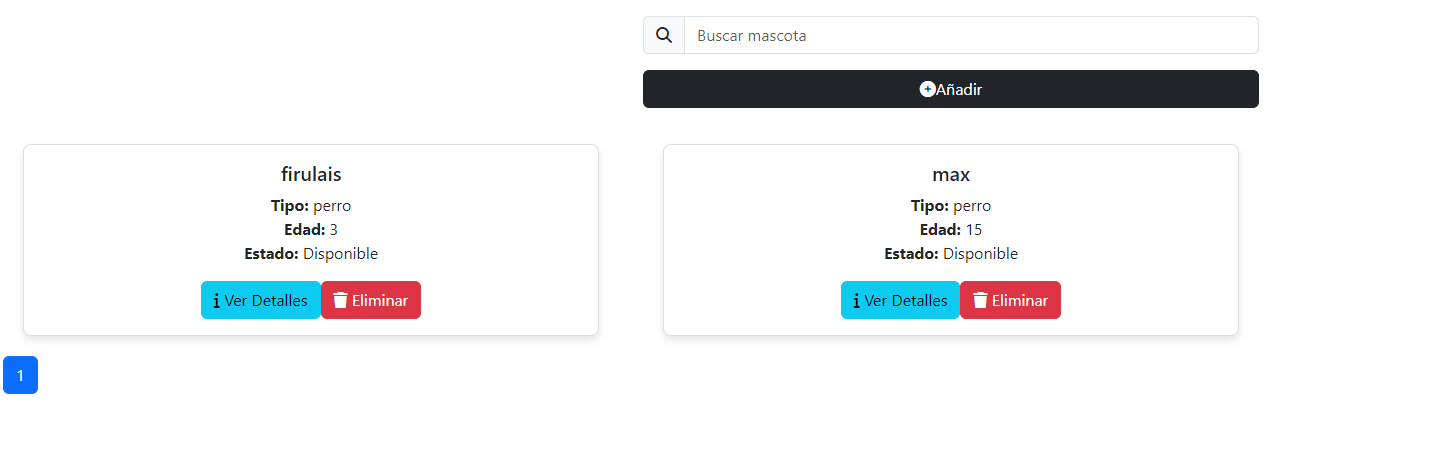 Buscar mascota
Añadir
firulais
Tipo: perro
Edad: 3
Estado: Disponible
Ver Detalles
Eliminar
max
Tipo: perro
Edad: 15
Estado: Disponible
Ver Detalles
Eliminar
1